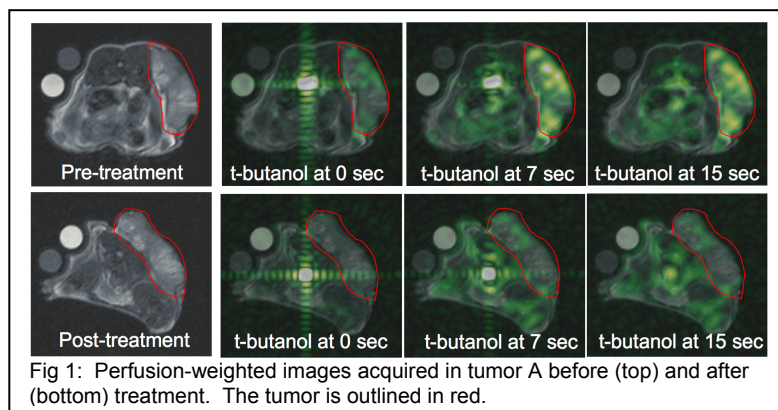 Pre-treatment
t-butanol at 0 sec
t-butanol at 7 sec
t-butanol at 15 sec
Post-treatment
t-butanol at 0 sec
t-butanol at 7 sec
t-butanol at 15 sec
Fig 1: Perfusion-weighted images acquired in tumor A before (top) and after
(bottom) treatment. The tumor is outlined in red.